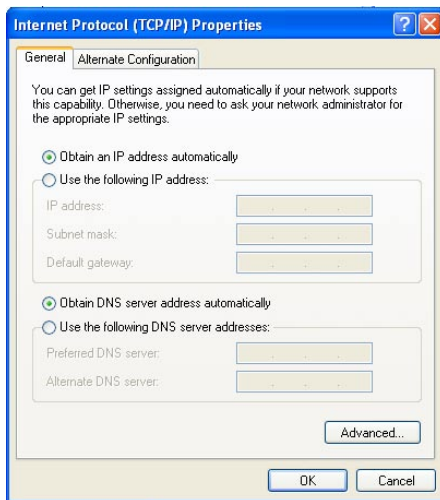 Internet Protocol (TCP/IP) Properties
General Alternate Configuration
You can get IP settings assigned automatically if your network supports
this capability. Otherwise, you need to ask your network administrator for
the appropriate IP settings.
Obtain an IP address automatically
Use the following IP address:
IP address:
Subnet mask:
Default gateway:
Obtain DNS server address automatically
Use the following DNS server addresses:
Preferred DNS server:
Alternate DNS server:
Advanced...
OK Cancel